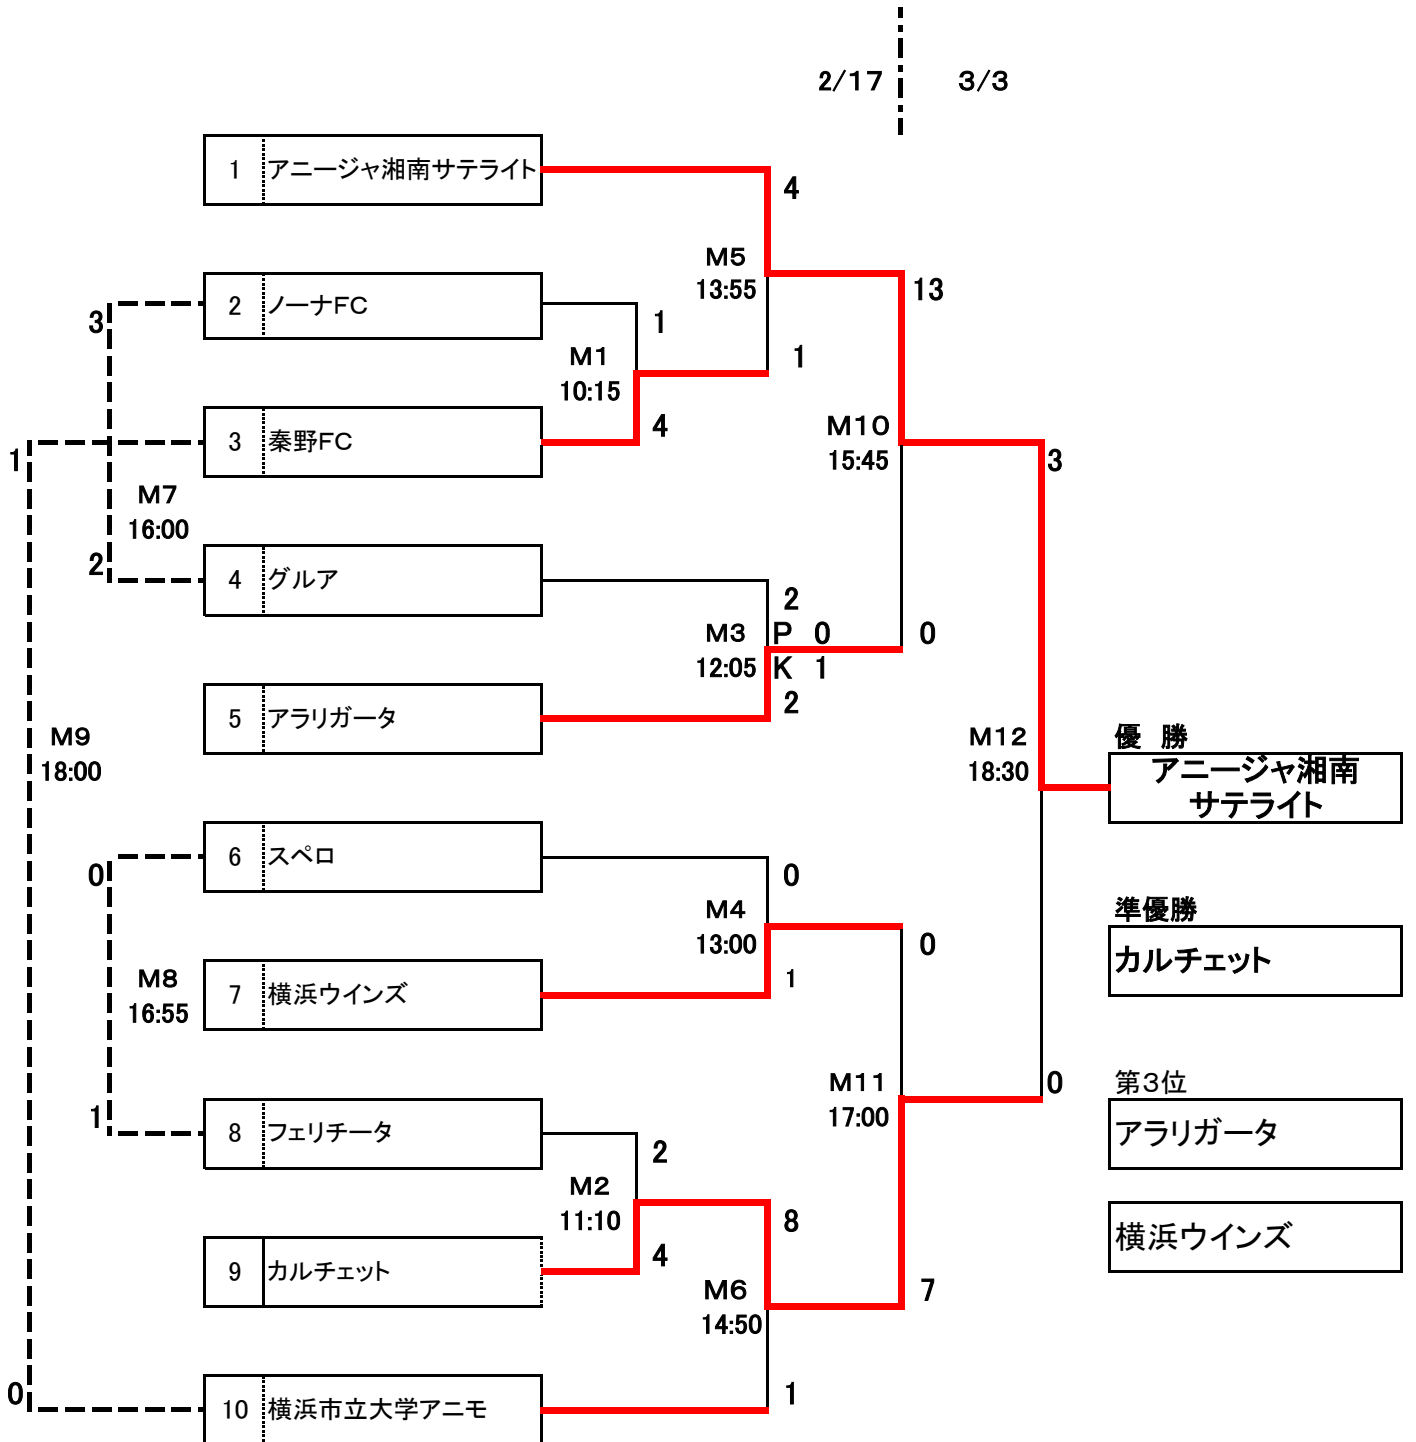 2/17
3/3
1 アニージャ湘南サテライト
4
M5
13:55
13
2 ノーナFC
3
1
M1
10:15
1
3 秦野FC
4
1
M10
15:45
3
M7
16:00
2
4 グルア
2
M3
12:05
P 0
K 1
0
5 アラリガータ
2
M9
18:00
M12
18:30
優 勝
アニージャ湘南
サテライト
6 スペロ
0
0
M4
13:00
0
準優勝
カルチェット
7 横浜ウインズ
1
M8
16:55
M11
17:00
0
第3位
アラリガータ
1
8 フェリチータ
2
M2
11:10
8
横浜ウインズ
9 カルチェット
4
M6
14:50
7
0
10 横浜市立大学アニモ
1